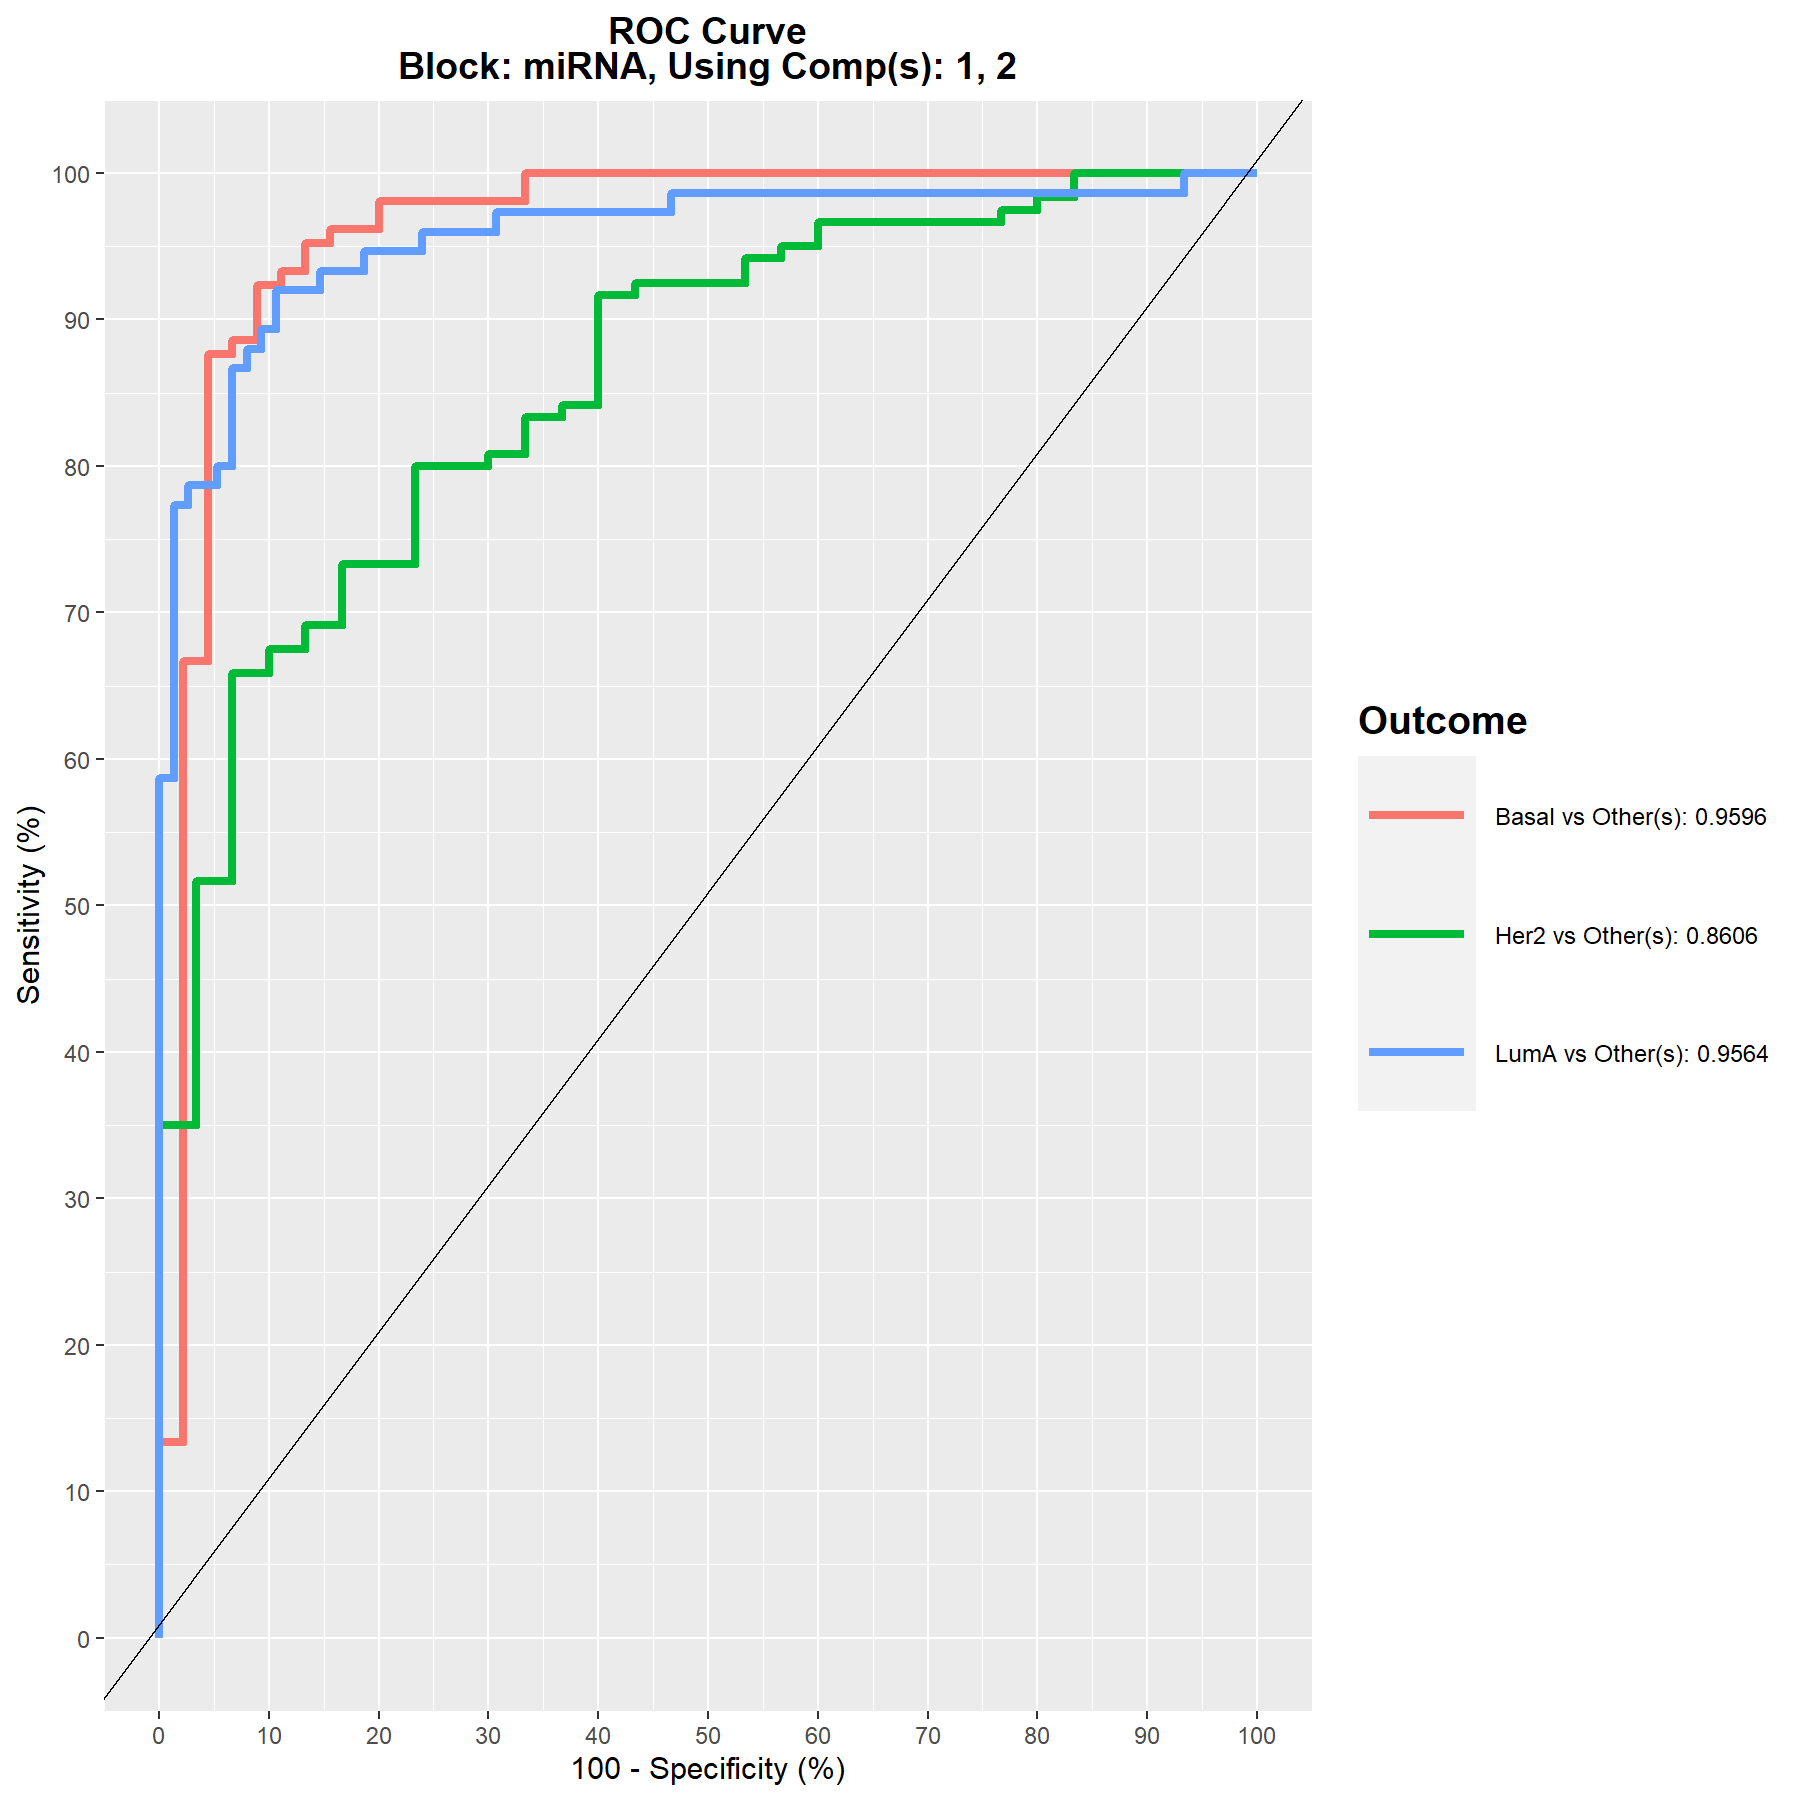 ROC Curve
Block: miRNA, Using Comp(s): 1, 2
Sensitivity (%)
100
90
80
70
60
50
40
30
20
10
0
0 10 20 30 40 50 60 70 80 90 100
100 - Specificity (%)
Outcome
Basal vs Other(s): 0.9596
Her2 vs Other(s): 0.8606
LumA vs Other(s): 0.9564